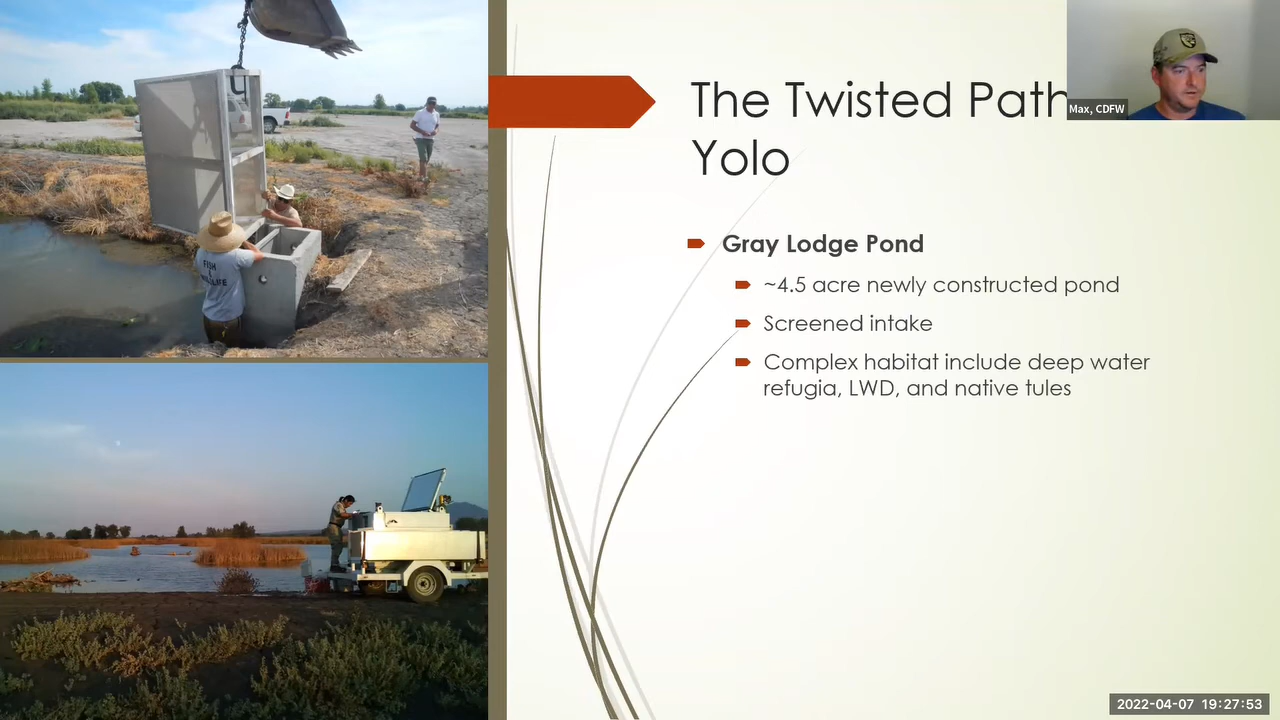 The Twisted Path
Yolo
Max, CDFW
Gray Lodge Pond
~4.5 acre newly constructed pond
Screened intake
Complex habitat include deep water
refugia, LWD, and native tules
FISH
2022-04-07 19:27:53